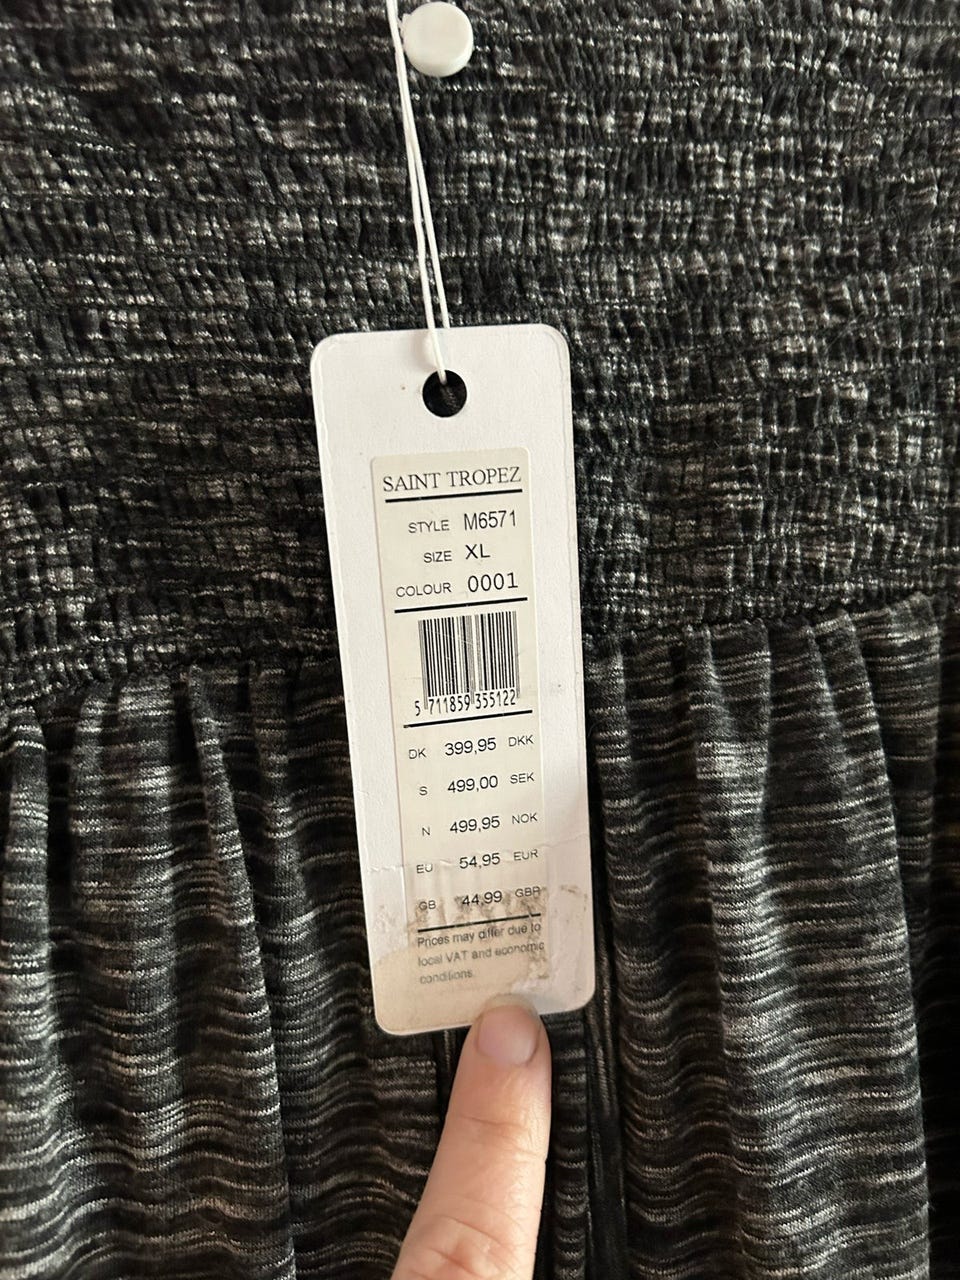 SAINT TROPEZ
STYLE M6571
SIZE XL
COLOUR 0001
5 711859 355122
DK 399,95 DKK
S 499,00 SEK
N 499,95 NOK
EU 54,95 EUR
GB 44,99 GBP
Prices may differ due to
local VAT and economic
conditions.